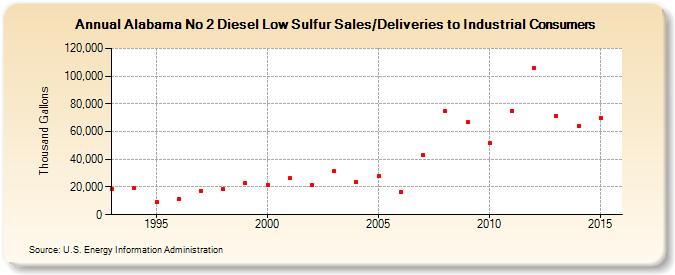 Annual Alabama No 2 Diesel Low Sulfur Sales/Deliveries to Industrial Consumers
Thousand Gallons
120,000
100,000
80,000
60,000
40,000
20,000
0
1995 2000 2005 2010 2015
Source: U.S. Energy Information Administration